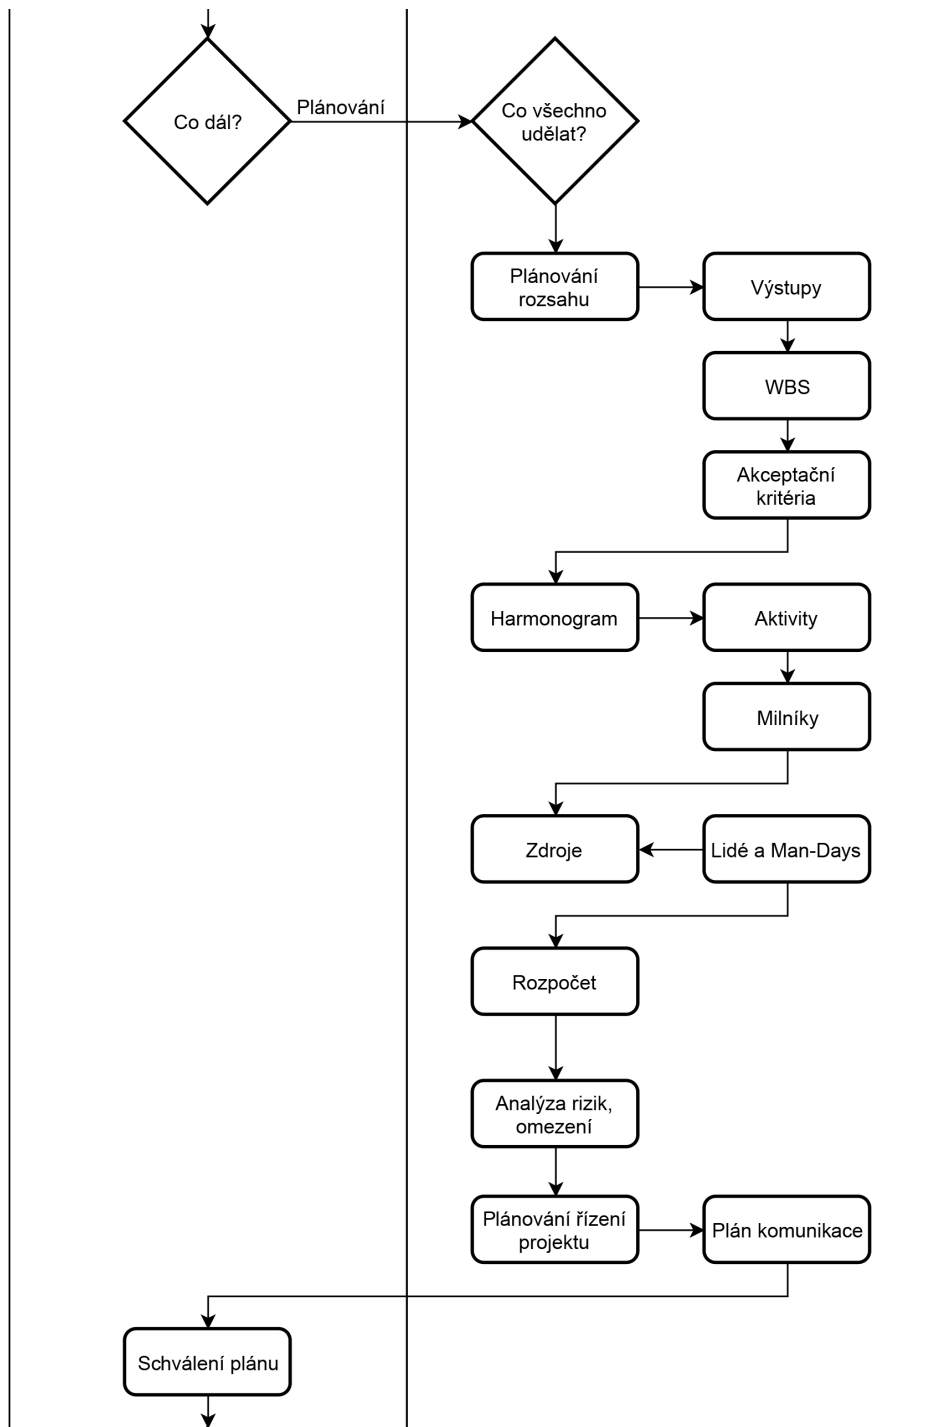 Co dál?
Plánování
Co všechno
udělat?
Plánování
rozsahu
Výstupy
WBS
Akceptační
kritéria
Harmonogram
Aktivity
Milníky
Zdroje
Lidé a Man-Days
Rozpočet
Analýza rizik,
omezení
Plánování řízení
projektu
Plán komunikace
Schválení plánu